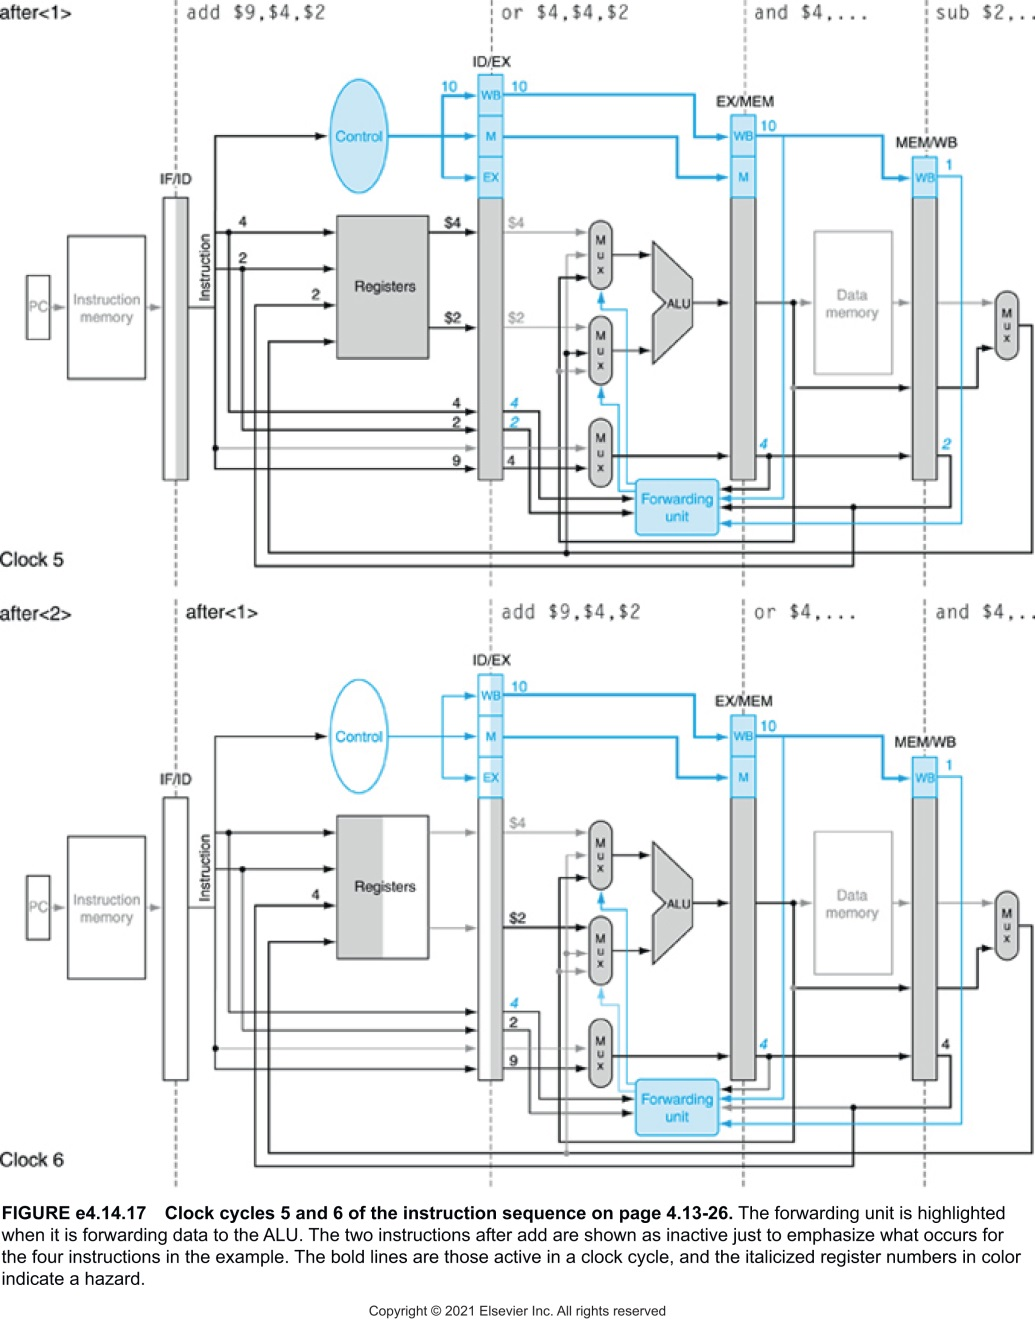 after<1>
add $9,$4,$2
or $4,$4,$2
and $4,...
sub $2,..
ID/EX
10
WB
10
EX/MEM
Control
M
WB
10
MEM/WB
IF/ID
EX
M
WB
1
4
$4
$4
M
u
x
Instruction
2
PC
Instruction
memory
2
Registers
ALU
Data
memory
M
u
x
$2
$2
M
u
x
4
4
2
2
M
u
x
4
2
9
4
Forwarding
unit
Clock 5
after<2>
after<1>
add $9,$4,$2
or $4,...
and $4,..
ID/EX
WB
10
EX/MEM
Control
M
WB
10
MEM/WB
IF/ID
EX
M
WB
1
$4
M
u
x
Instruction
PC
Instruction
memory
4
Registers
ALU
Data
memory
M
u
x
$2
M
u
x
4
2
M
u
x
4
4
9
Forwarding
unit
Clock 6
FIGURE e4.14.17 Clock cycles 5 and 6 of the instruction sequence on page 4.13-26. The forwarding unit is highlighted
when it is forwarding data to the ALU. The two instructions after add are shown as inactive just to emphasize what occurs for
the four instructions in the example. The bold lines are those active in a clock cycle, and the italicized register numbers in color
indicate a hazard.
Copyright © 2021 Elsevier Inc. All rights reserved